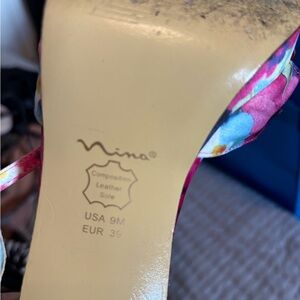 Nina®
Composition
Leather
Sole
USA 9M
EUR 39